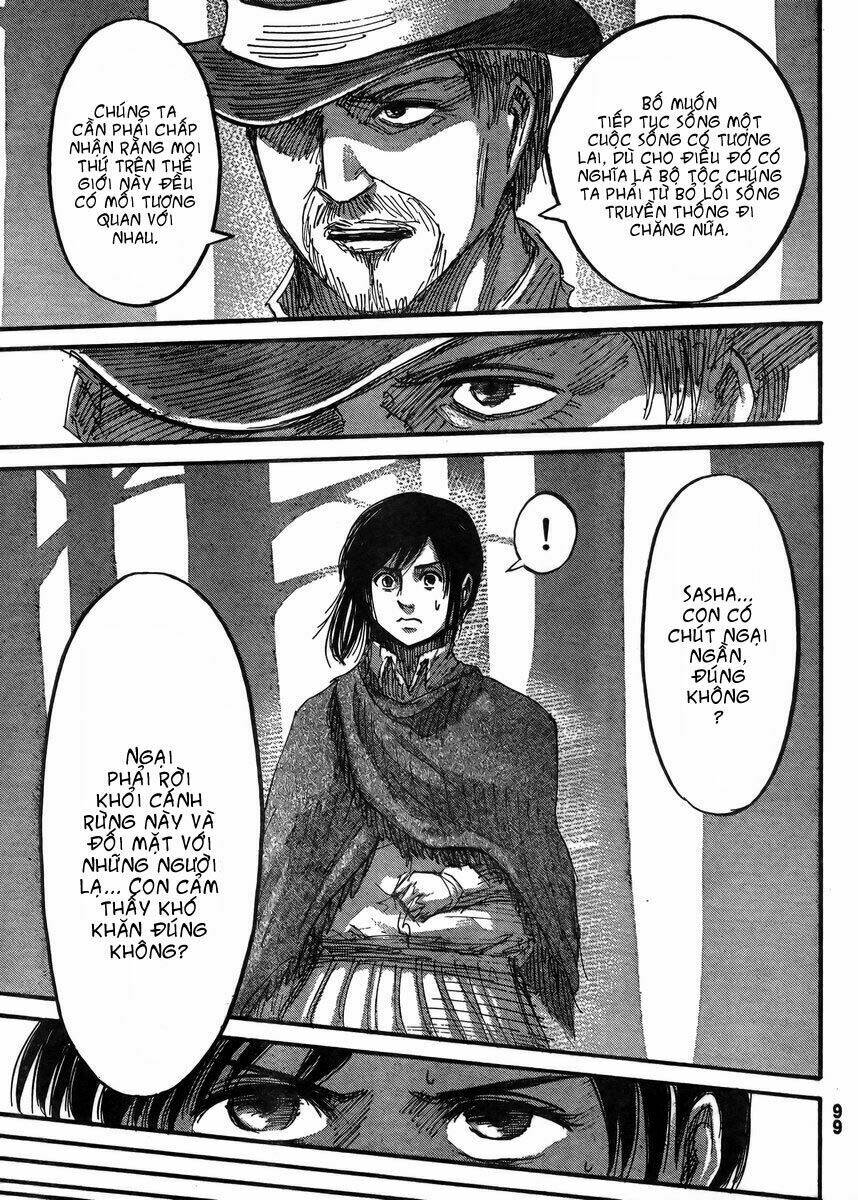 BỐ MUỐN
TIẾP TỤC SỐNG MỘT
CUỘC SỐNG CÓ TƯƠNG
LAI, DÙ CHO ĐIỀU ĐÓ CÓ
NGHĨA LÀ BỘ TỘC CHÚNG
TA PHẢI TỪ BỎ LỐI SỐNG
TRUYỀN THỐNG ĐI
CHĂNG NỮA.
CHÚNG TA
CẦN PHẢI CHẤP
NHẬN RẰNG MỌI
THỨ TRÊN THẾ
GIỚI NÀY ĐỀU
CÓ MỐI TƯƠNG
QUAN VỚI
NHAU.
SASHA...
CON CÓ
CHÚT NGẠI
NGẦN,
ĐÚNG
KHÔNG
?
!
NGẠI
PHẢI RỜI
KHỎI CÁNH
RỪNG NÀY VÀ
ĐỐI MẶT VỚI
NHỮNG NGƯỜI
LẠ... CON CẢM
THẤY KHÓ
KHĂN ĐÚNG
KHÔNG?
99